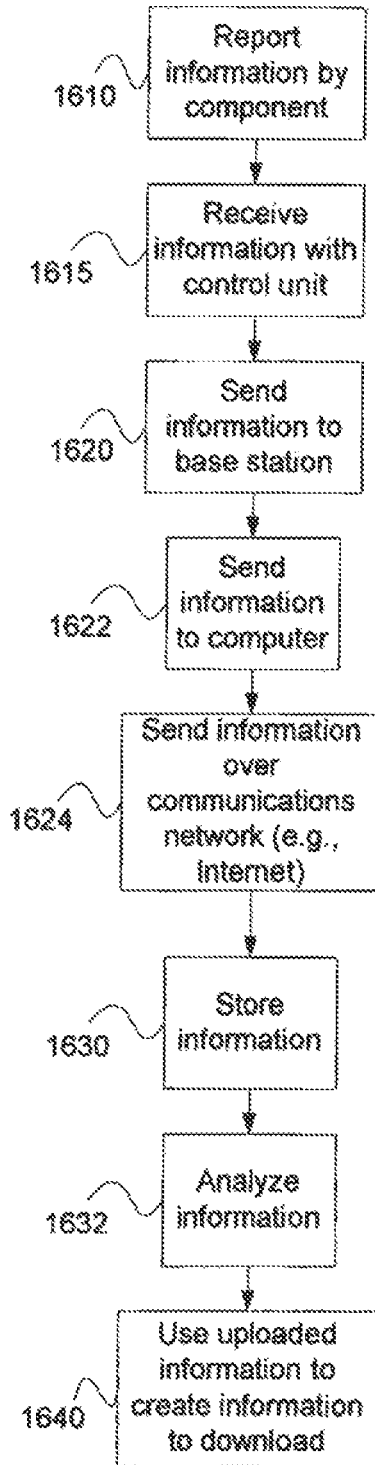 Report
information by
component
1610
Receive
information with
control unit
1615
Send
information to
base station
1620
Send
information
to computer
1622
Send information
over
communications
network (e.g.,
Internet)
1624
Store
information
1630
Analyze
information
1632
Use uploaded
information to
create information
to download
1640